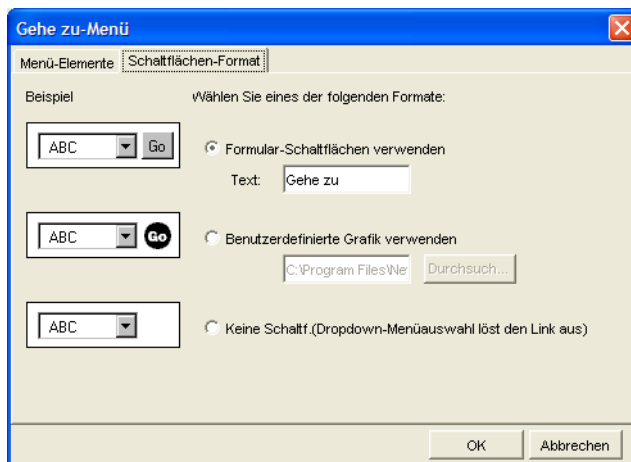 Gehe zu-Menü
Menü-Elemente Schaltflächen-Format
Beispiel Wählen Sie eines der folgenden Formate:
ABC Go Formular-Schaltflächen verwenden
Text: Gehe zu
ABC Go Benutzerdefinierte Grafik verwenden
C:\Program Files\Ne Durchsuch...
ABC Keine Schaltf.(Dropdown-Menüauswahl löst den Link aus)
OK Abbrechen